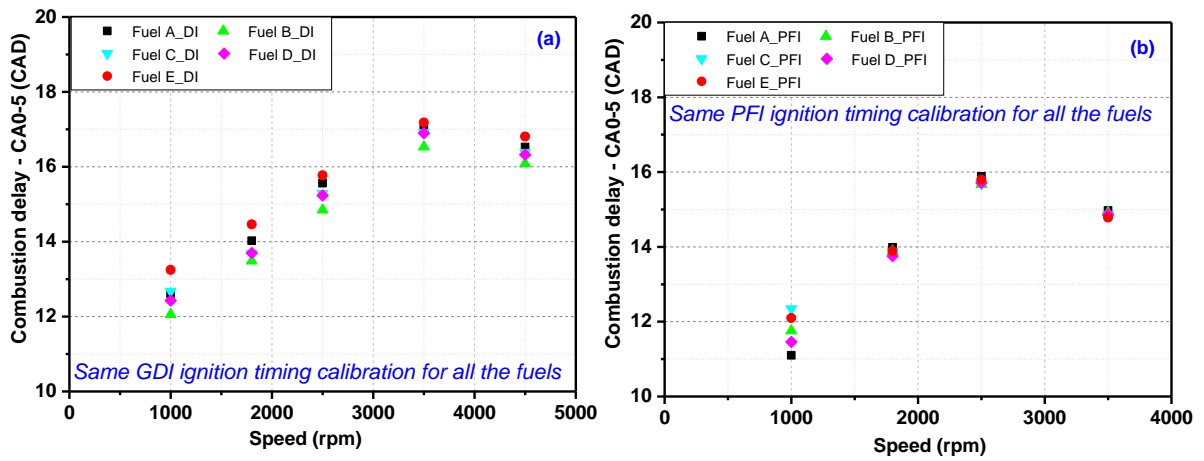 (a)
Fuel A_DI Fuel B_DI
Fuel C_DI Fuel D_DI
Fuel E_DI
Combustion delay - CA0-5 (CAD)
20
18
16
14
12
10
Same GDI ignition timing calibration for all the fuels
0 1000 2000 3000 4000 5000
Speed (rpm)
(b)
Fuel A_PFI Fuel B_PFI
Fuel C_PFI Fuel D_PFI
Fuel E_PFI
Same PFI ignition timing calibration for all the fuels
Combustion delay - CA0-5 (CAD)
20
18
16
14
12
10
0 1000 2000 3000 4000
Speed (rpm)